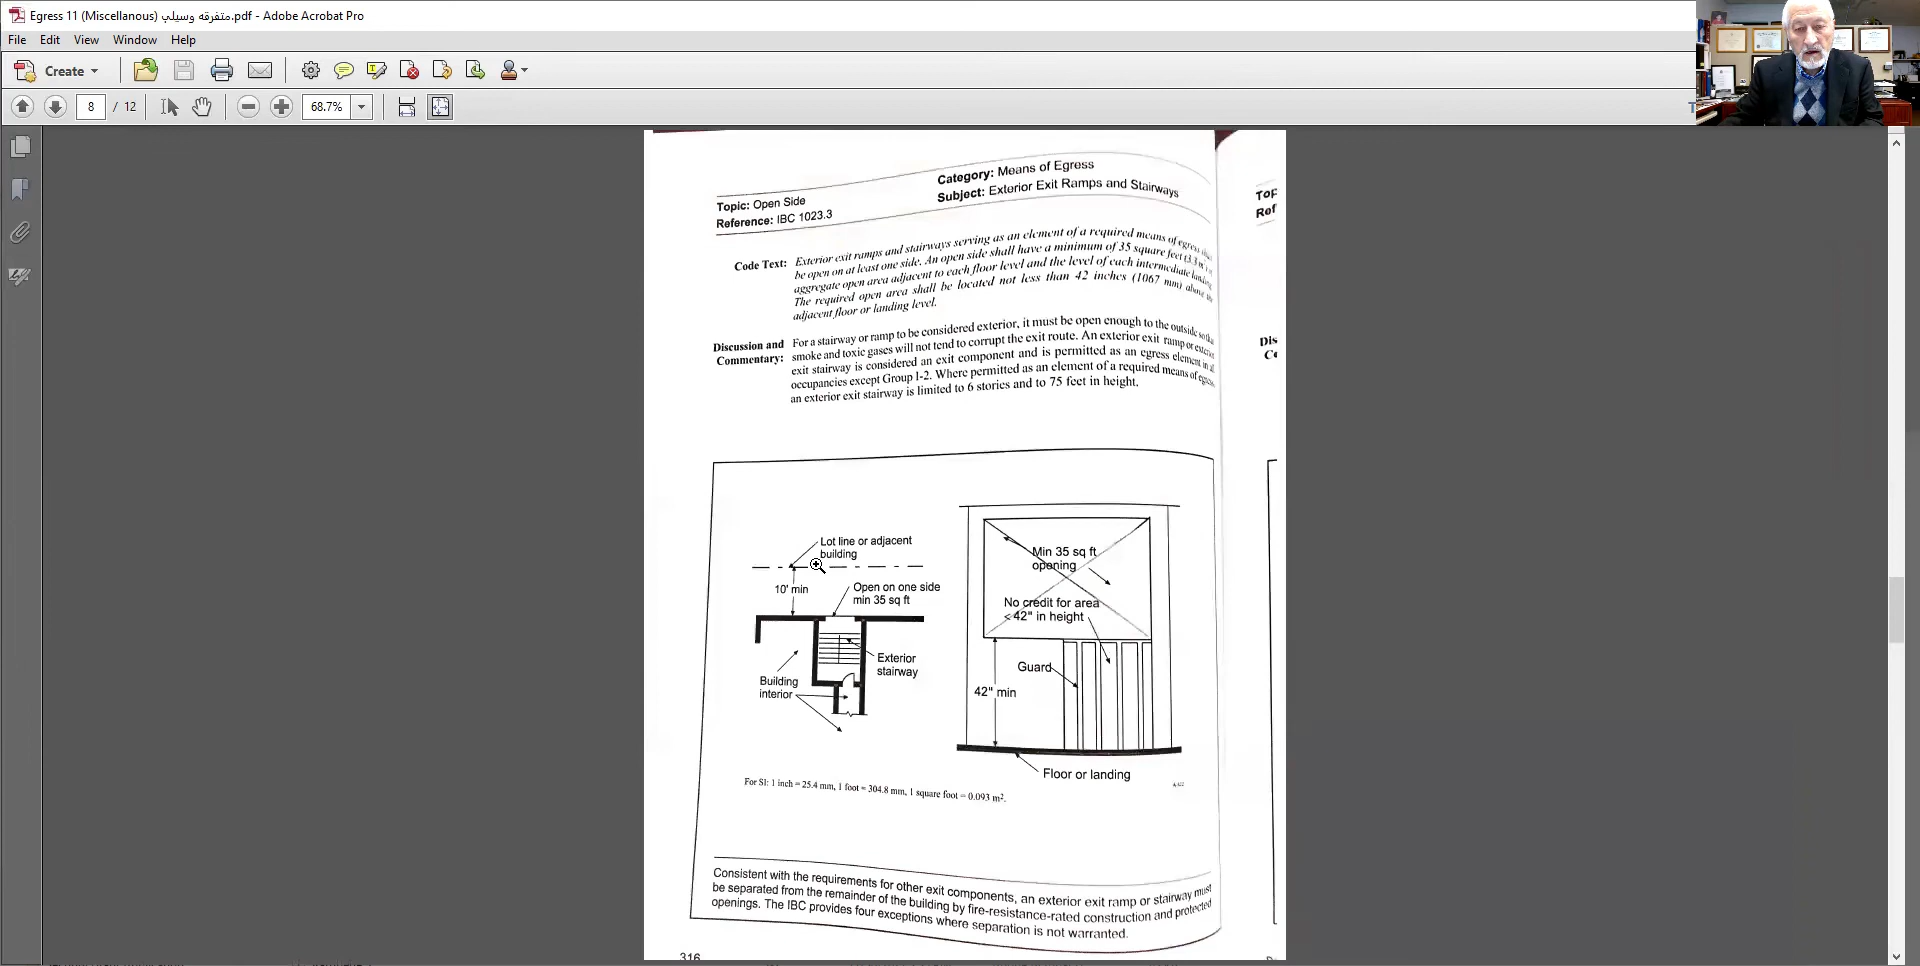 Egress 11 (Miscellanous) متفرقه وسيلې.pdf - Adobe Acrobat Pro
File Edit View Window Help
Create
8 / 12 68.7%
Category: Means of Egress
Topic: Open Side
Subject: Exterior Exit Ramps and Stairways
Reference: IBC 1023.3
Top
Ref
Code Text: Exterior exit ramps and stairways serving as an element of a required means of egress
be open on at least one side. An open side shall have a minimum of 35 square feet
aggregate open area adjacent to each floor level and the level of each intermediate
The required open area shall be located not less than 42 inches (1067 mm) above
adjacent floor or landing level.
Discussion and Commentary: For a stairway or ramp to be considered exterior, it must be open enough to the outside
smoke and toxic gases will not tend to corrupt the exit route. An exterior exit ramp or
exit stairway is considered an exit component and is permitted as an egress element in
occupancies except Group I-2. Where permitted as an element of a required means of
an exterior exit stairway is limited to 6 stories and to 75 feet in height.
Dis
Lot line or adjacent
building
10' min
Open on one side
min 35 sq ft
Exterior
stairway
Building
interior
Min 35 sq ft
opening
No credit for area
< 42" in height
Guard
42" min
Floor or landing
For SI: 1 inch = 25.4 mm, 1 foot = 304.8 mm, 1 square foot = 0.093 m².
Consistent with the requirements for other exit components, an exterior exit ramp or stairway must
be separated from the remainder of the building by fire-resistance-rated construction and protected
openings. The IBC provides four exceptions where separation is not warranted.
316